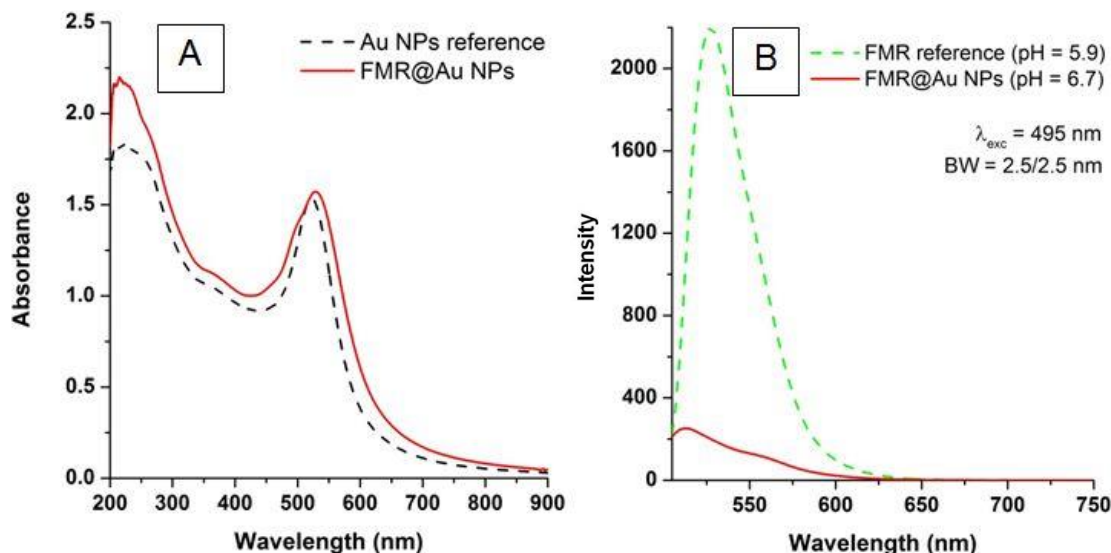 A
Au NPs reference
FMR@Au NPs
2.5
2.0
1.5
1.0
0.5
0.0
Absorbance
200 300 400 500 600 700 800 900
Wavelength (nm)
B
FMR reference (pH = 5.9)
FMR@Au NPs (pH = 6.7)
λexc = 495 nm
BW = 2.5/2.5 nm
2000
1600
1200
800
400
0
Intensity
550 600 650 700 750
Wavelength (nm)